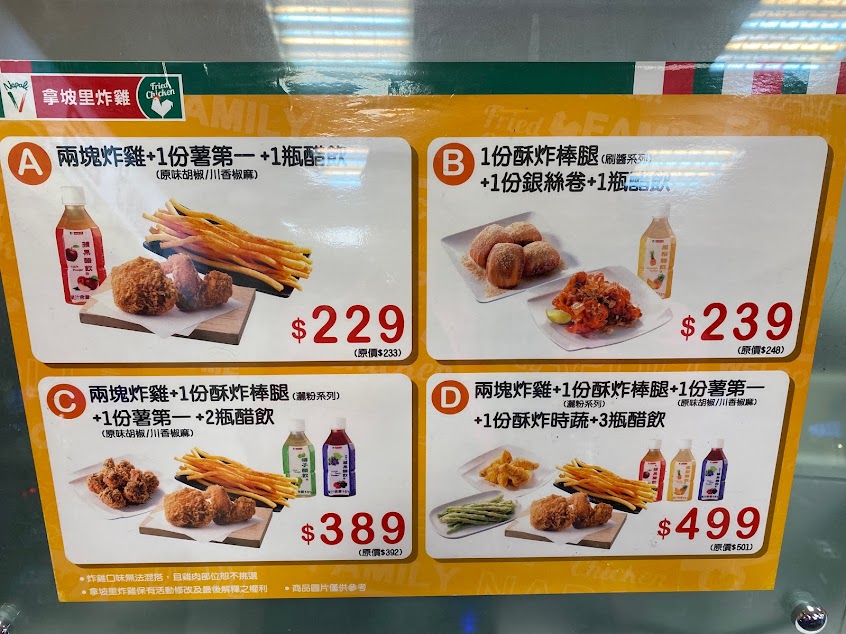 Napoli
拿坡里炸雞
Fried
Chicken
A
兩塊炸雞+1份薯第一 +1瓶醋飲
(原味胡椒/川香椒麻)
$229
(原價$233)
B
1份酥炸棒腿(刷醬系列)
+1份銀絲卷+1瓶醋飲
$239
(原價$248)
C
兩塊炸雞+1份酥炸棒腿(灑粉系列)
+1份薯第一 +2瓶醋飲
(原味胡椒/川香椒麻)
$389
(原價$392)
D
兩塊炸雞+1份酥炸棒腿+1份薯第一
(灑粉系列) (原味胡椒/川香椒麻)
+1份酥炸時蔬+3瓶醋飲
$499
(原價$501)
•炸雞口味無法混搭，且雞肉部位恕不挑選
•拿坡里炸雞保有活動修改及最後解釋之權利 •商品圖片僅供參考